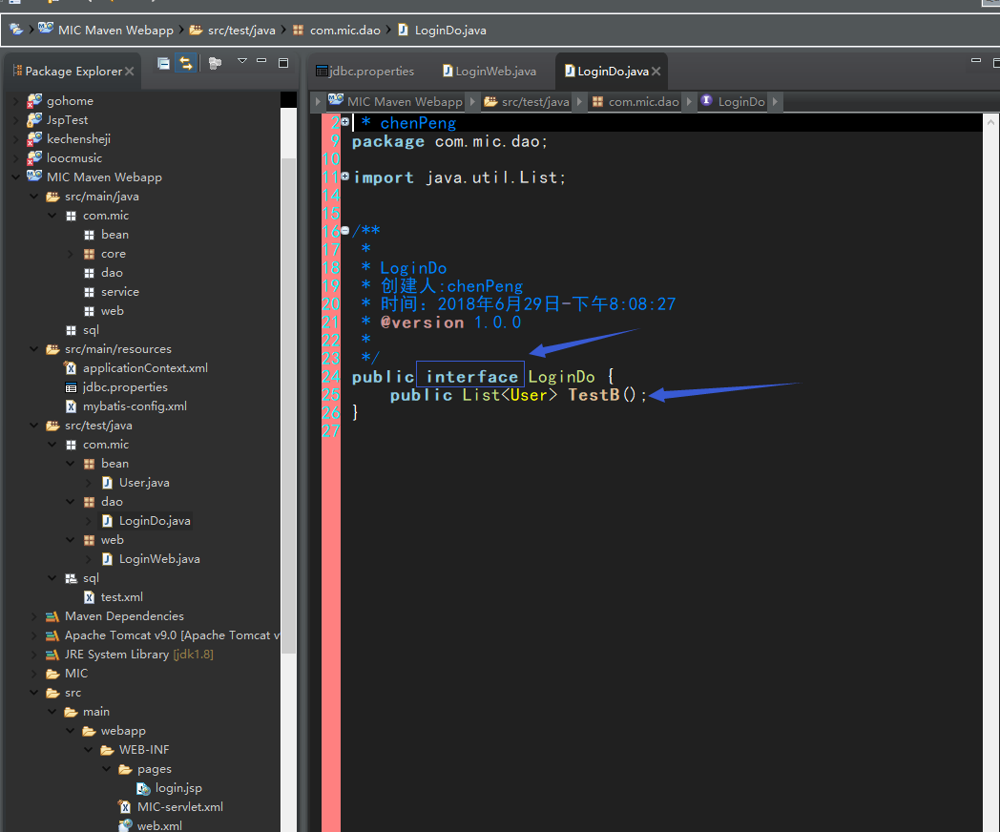 MIC Maven Webapp src/test/java com.mic.dao LoginDo.java
Package Explorer
gohome
JspTest
kechensheji
loocmusic
MIC Maven Webapp
src/main/java
com.mic
bean
core
dao
service
web
sql
src/main/resources
applicationContext.xml
jdbc.properties
mybatis-config.xml
src/test/java
com.mic
bean
User.java
dao
LoginDo.java
web
LoginWeb.java
sql
test.xml
Maven Dependencies
Apache Tomcat v9.0 [Apache Tomcat v
JRE System Library [jdk1.8]
MIC
src
main
webapp
WEB-INF
pages
login.jsp
MIC-servlet.xml
web.xml
jdbc.properties LoginWeb.java LoginDo.java
MIC Maven Webapp src/test/java com.mic.dao LoginDo
2 * chenPeng
9 package com.mic.dao;
10
11 import java.util.List;
14
15
16 /**
17 *
18 * LoginDo
19 * 创建人:chenPeng
20 * 时间：2018年6月29日-下午8:08:27
21 * @version 1.0.0
22 *
23 */
24 public interface LoginDo {
25 public List<User> TestB();
26 }
27